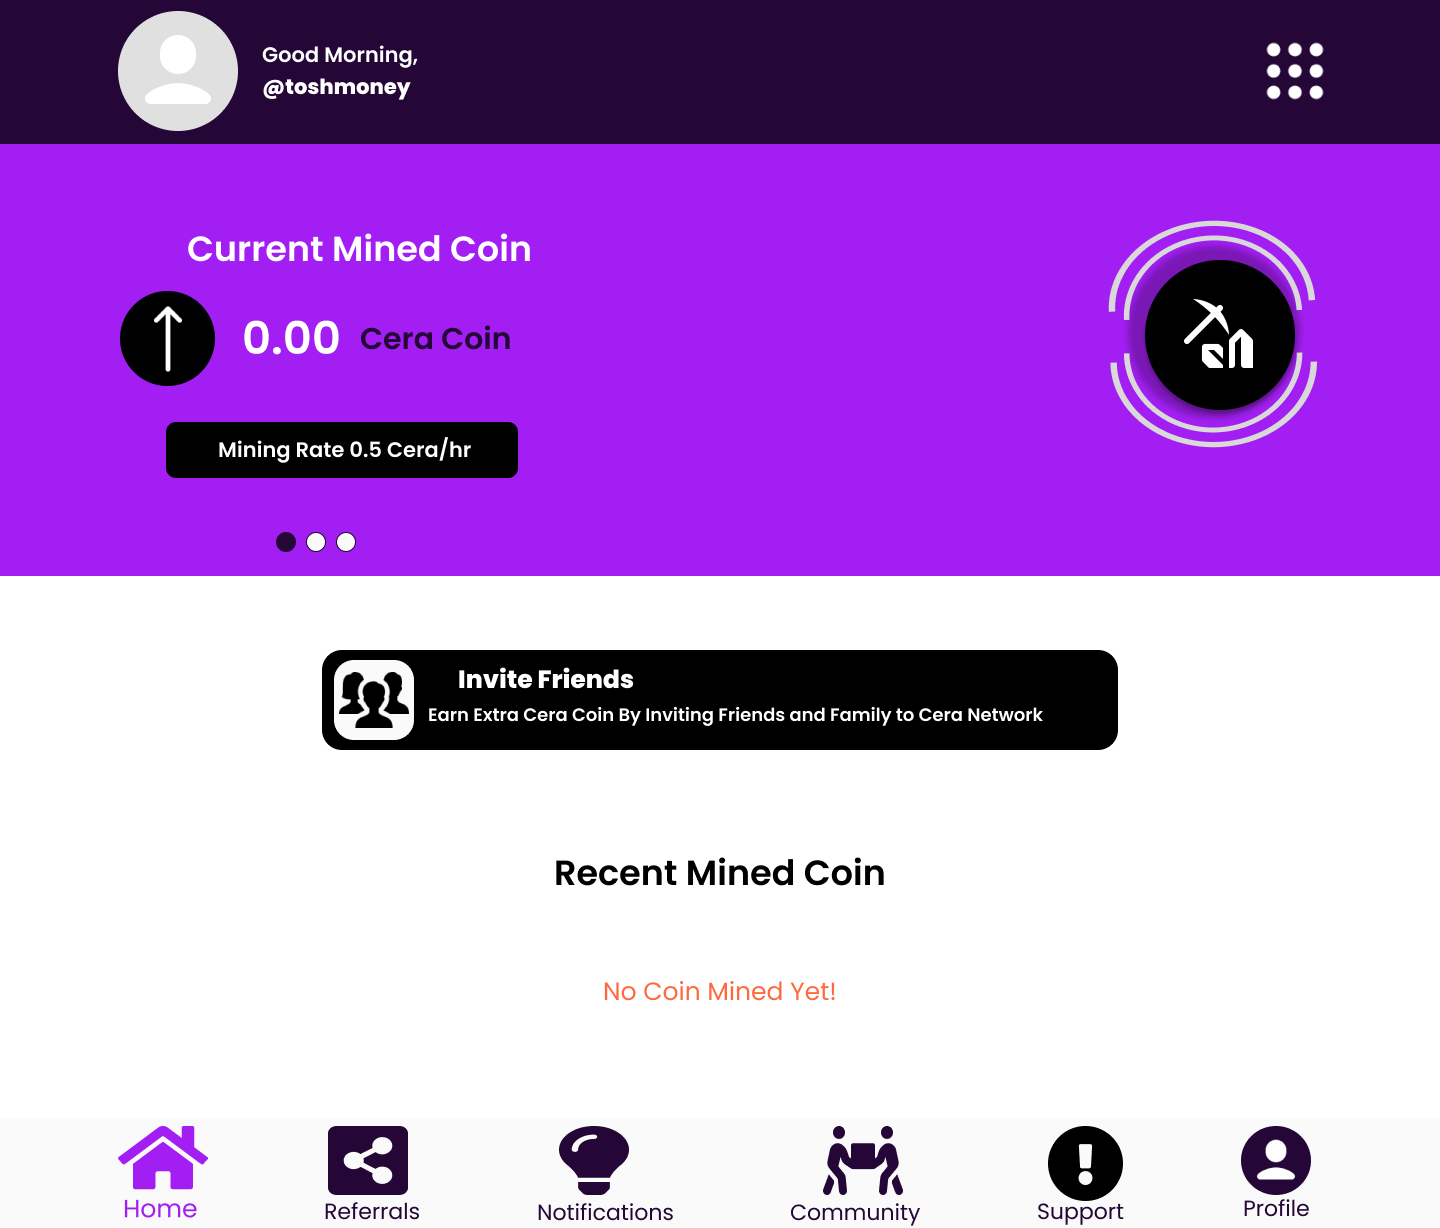 Good Morning,
@toshmoney
Current Mined Coin
0.00 Cera Coin
Mining Rate 0.5 Cera/hr
Invite Friends
Earn Extra Cera Coin By Inviting Friends and Family to Cera Network
Recent Mined Coin
No Coin Mined Yet!
Home Referrals Notifications Community Support Profile